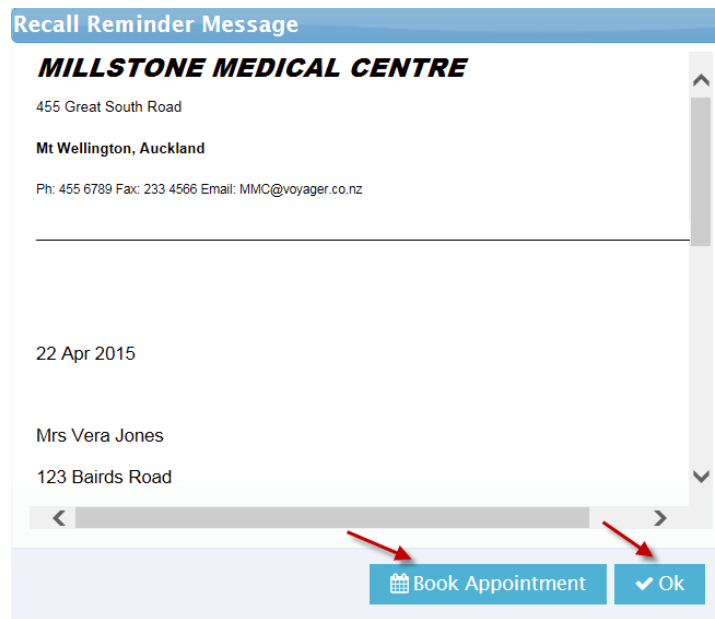 Recall Reminder Message
MILLSTONE MEDICAL CENTRE
455 Great South Road
Mt Wellington, Auckland
Ph: 455 6789 Fax: 233 4566 Email: MMC@voyager.co.nz
22 Apr 2015
Mrs Vera Jones
123 Bairds Road
Book Appointment
Ok